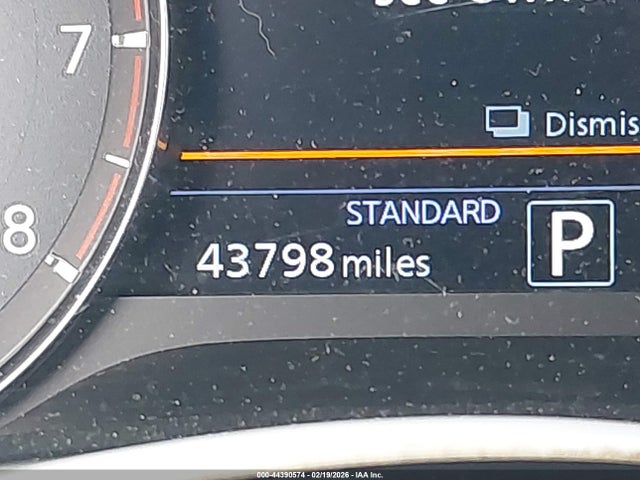 7
Dismis
STANDARD
8
P
43798 miles
000-44390574 - 02/19/2026 - IAA Inc.